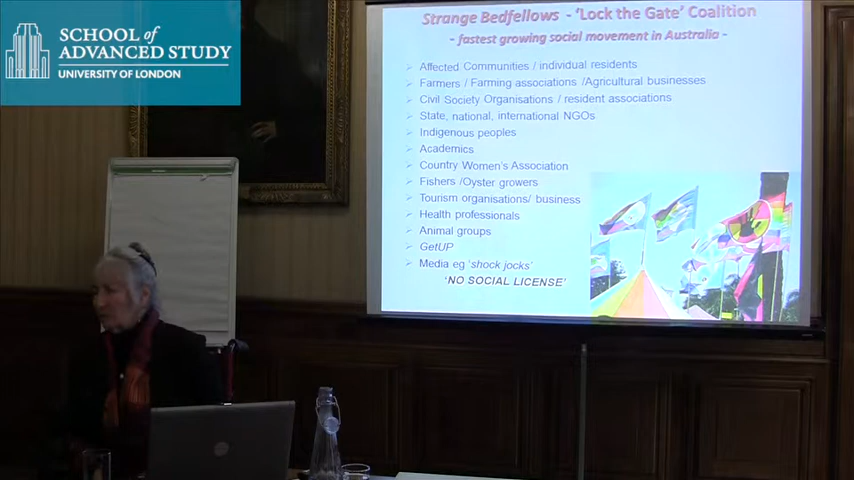 SCHOOL of
ADVANCED STUDY
UNIVERSITY OF LONDON
Strange Bedfellows - 'Lock the Gate' Coalition
- fastest growing social movement in Australia -
Affected Communities / individual residents
Farmers / Farming associations /Agricultural businesses
Civil Society Organisations / resident associations
State, national, international NGOs
Indigenous peoples
Academics
Country Women's Association
Fishers /Oyster growers
Tourism organisations/ business
Health professionals
Animal groups
GetUP
Media eg 'shock jocks'
'NO SOCIAL LICENSE'